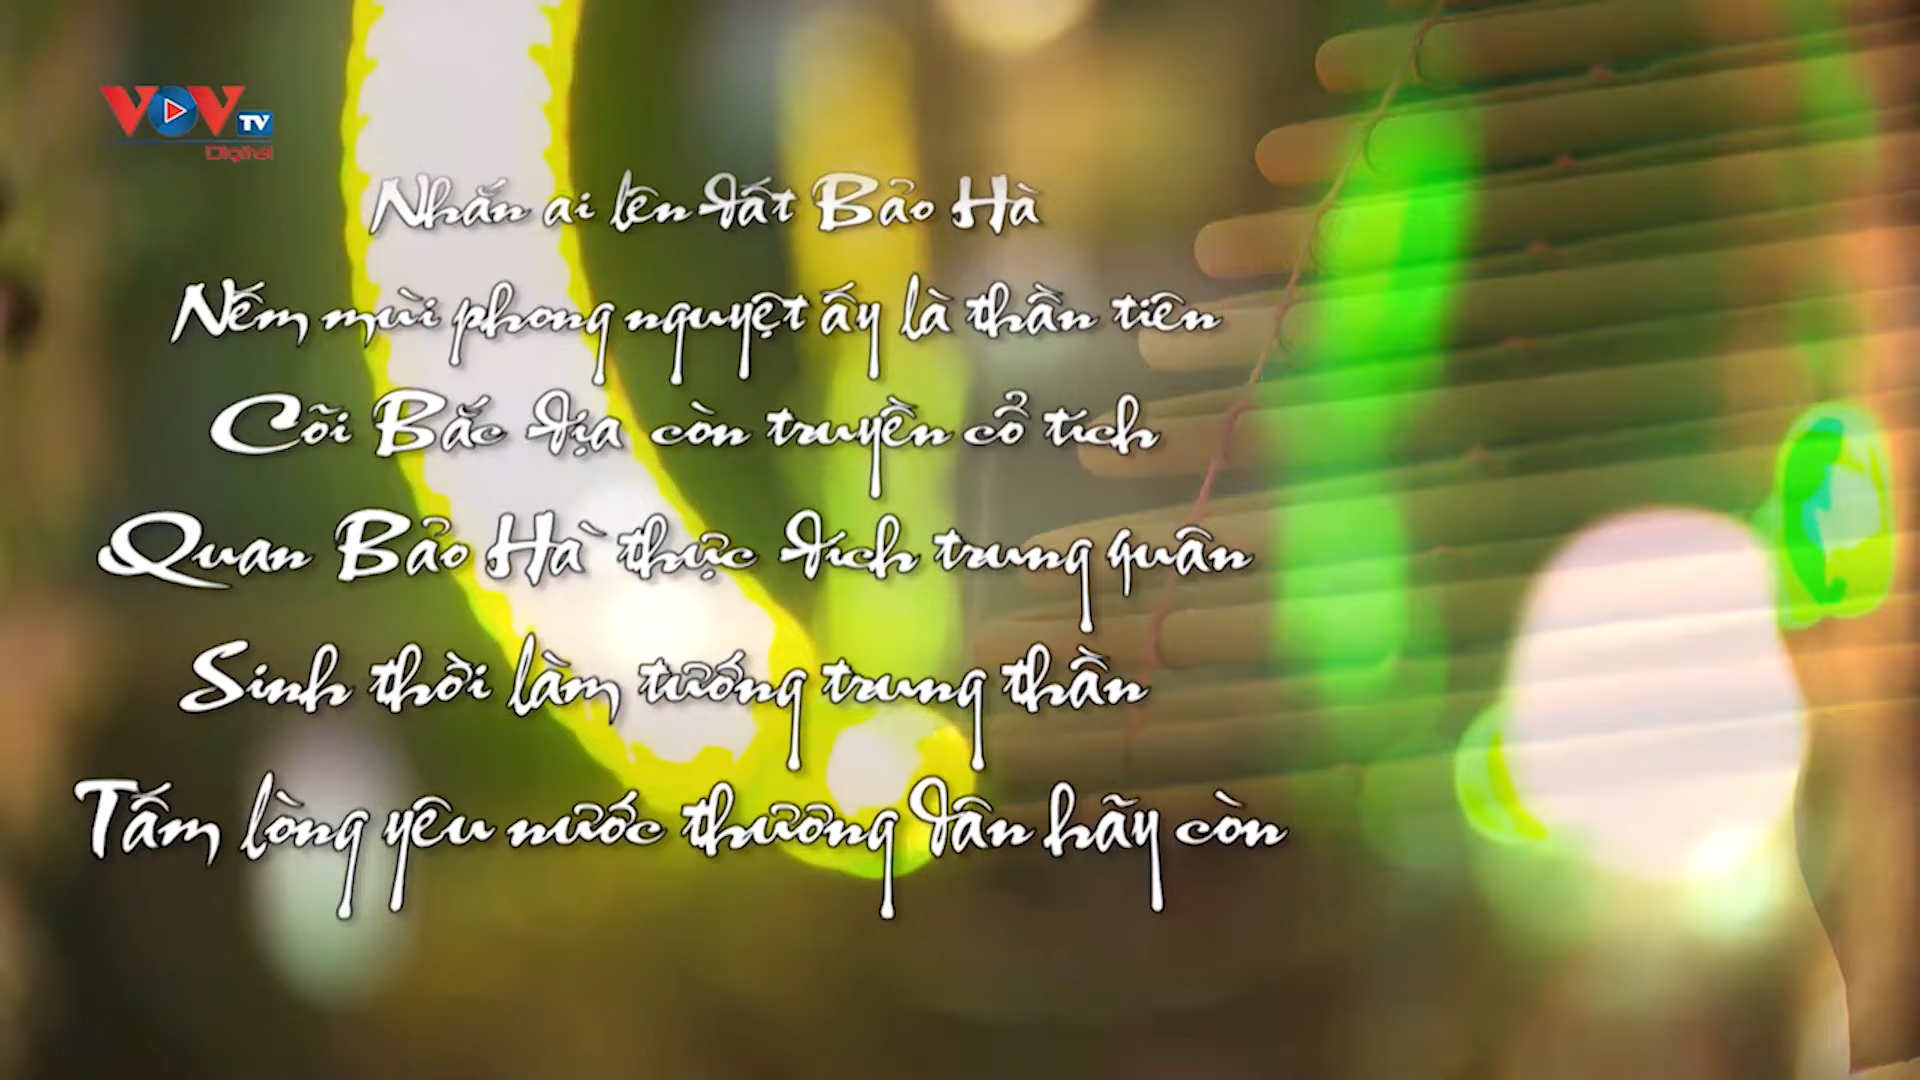 VOV TV
Digital
Nhắn ai lên đất Bảo Hà
Nếm mùi phong nguyệt ấy là thần tiên
Cõi Bắc địa còn truyền cổ tích
Quan Bảo Hà thực đích trung quân
Sinh thời làm tướng trung thần
Tấm lòng yêu nước thương dân hãy còn